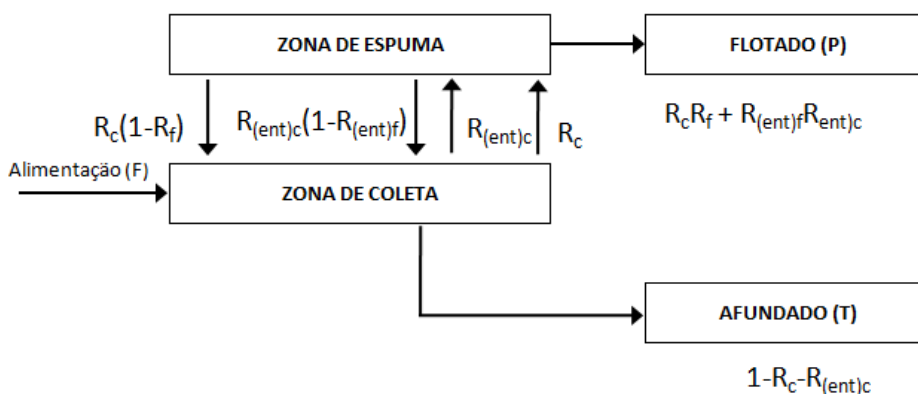 ZONA DE ESPUMA
FLOTADO (P)
R_c(1-R_f)
R_(ent)c(1-R_(ent)f)
R_(ent)c
R_c
R_cR_f + R_(ent)fR_ent)c
Alimentação (F)
ZONA DE COLETA
AFUNDADO (T)
1-R_c-R_(ent)c